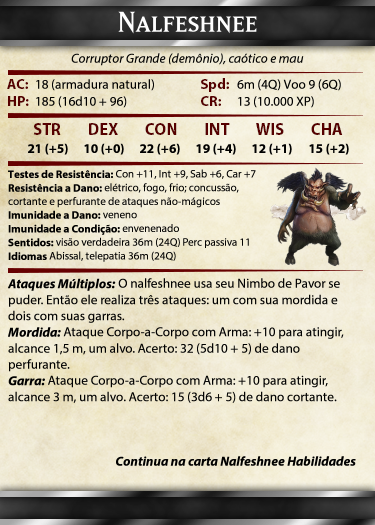 NALFESHNEE
Corruptor Grande (demônio), caótico e mau
AC: 18 (armadura natural) Spd: 6m (4Q) Voo 9 (6Q)
HP: 185 (16d10 + 96) CR: 13 (10.000 XP)
STR DEX CON INT WIS CHA
21 (+5) 10 (+0) 22 (+6) 19 (+4) 12 (+1) 15 (+2)
Testes de Resistência: Con +11, Int +9, Sab +6, Car +7
Resistência a Dano: elétrico, fogo, frio; concussão,
cortante e perfurante de ataques não-mágicos
Imunidade a Dano: veneno
Imunidade a Condição: envenenado
Sentidos: visão verdadeira 36m (24Q) Perc passiva 11
Idiomas Abissal, telepatia 36m (24Q)
Ataques Múltiplos: O nalfeshnee usa seu Nimbo de Pavor se
puder. Então ele realiza três ataques: um com sua mordida e
dois com suas garras.
Mordida: Ataque Corpo-a-Corpo com Arma: +10 para atingir,
alcance 1,5 m, um alvo. Acerto: 32 (5d10 + 5) de dano
perfurante.
Garra: Ataque Corpo-a-Corpo com Arma: +10 para atingir,
alcance 3 m, um alvo. Acerto: 15 (3d6 + 5) de dano cortante.
Continua na carta Nalfeshnee Habilidades